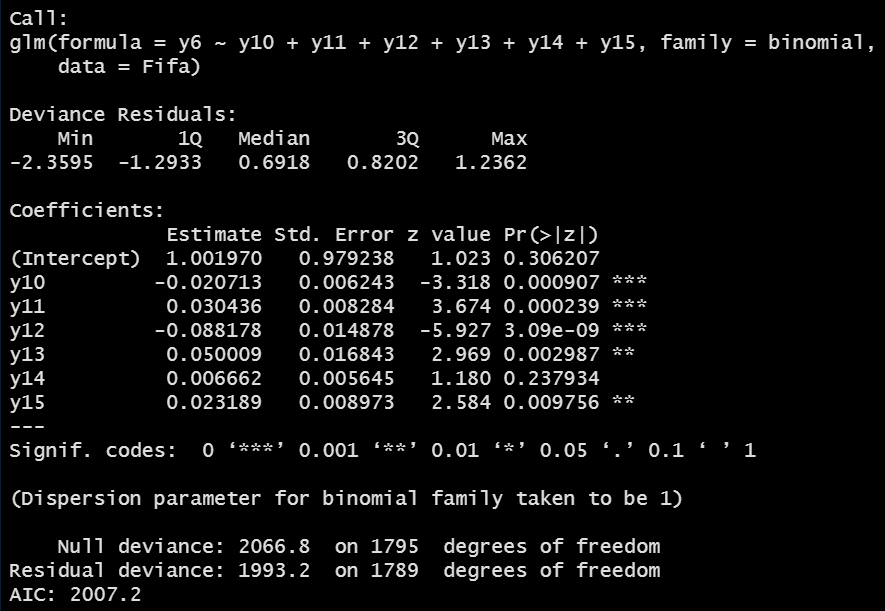 Call:
glm(formula = y6 ~ y10 + y11 + y12 + y13 + y14 + y15, family = binomial,
    data = Fifa)

Deviance Residuals:
    Min       1Q   Median       3Q      Max
-2.3595  -1.2933   0.6918   0.8202   1.2362

Coefficients:
             Estimate Std. Error z value Pr(>|z|)
(Intercept)  1.001970   0.979238   1.023 0.306207
y10         -0.020713   0.006243  -3.318 0.000907 ***
y11          0.030436   0.008284   3.674 0.000239 ***
y12         -0.088178   0.014878  -5.927 3.09e-09 ***
y13          0.050009   0.016843   2.969 0.002987 **
y14          0.006662   0.005645   1.180 0.237934
y15          0.023189   0.008973   2.584 0.009756 **
---
Signif. codes:  0 ‘***’ 0.001 ‘**’ 0.01 ‘*’ 0.05 ‘.’ 0.1 ‘ ’ 1

(Dispersion parameter for binomial family taken to be 1)

    Null deviance: 2066.8  on 1795  degrees of freedom
Residual deviance: 1993.2  on 1789  degrees of freedom
AIC: 2007.2